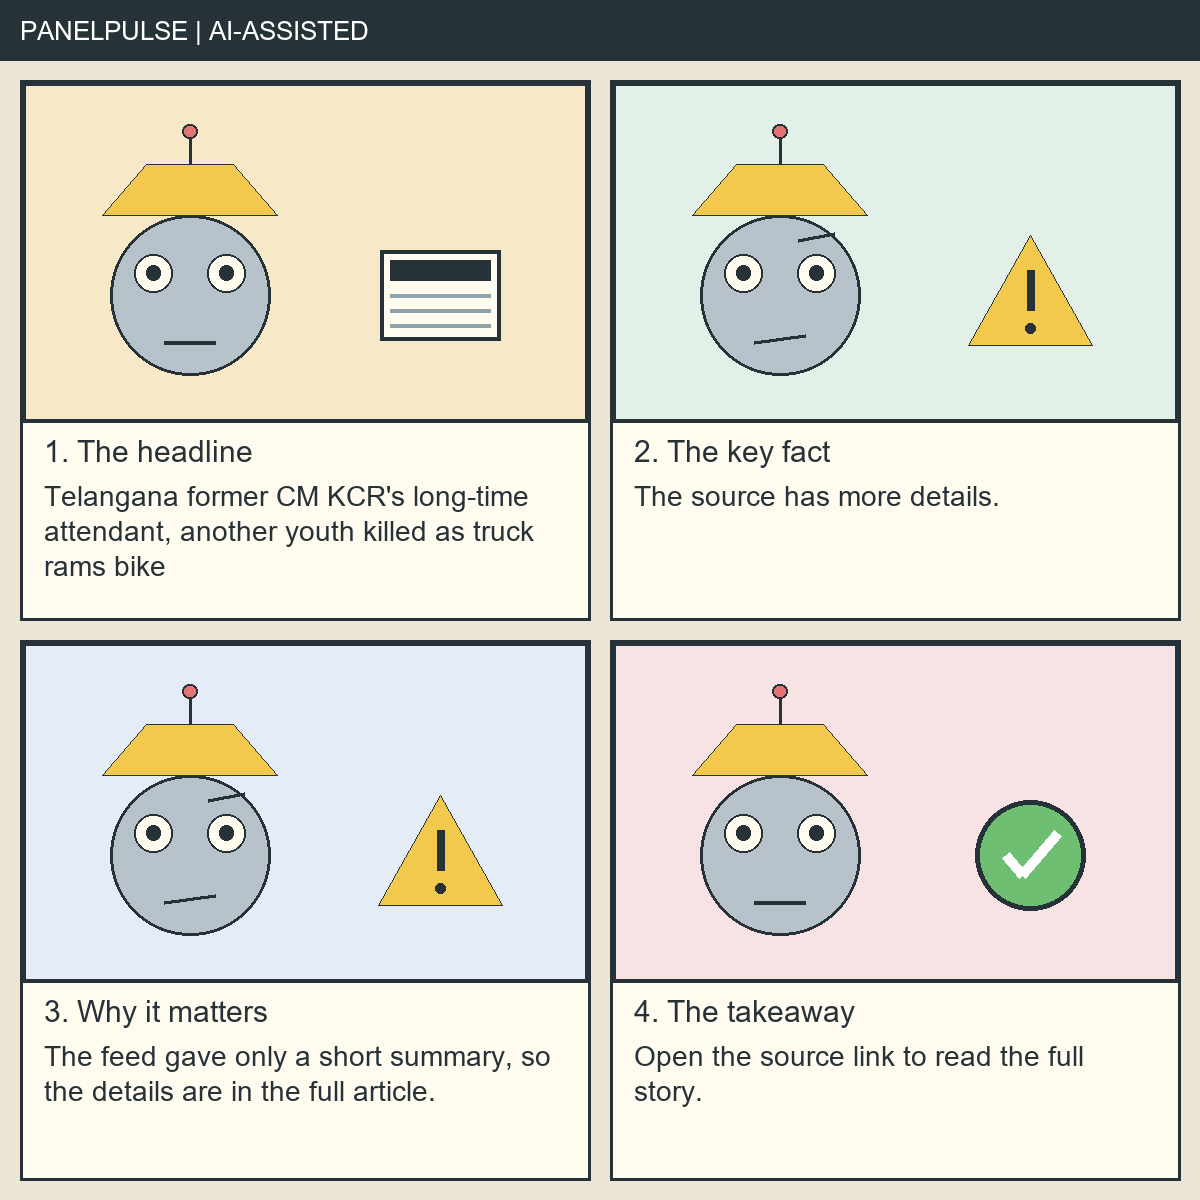 PANELPULSE | AI-ASSISTED
1. The headline
Telangana former CM KCR's long-time
attendant, another youth killed as truck
rams bike
2. The key fact
The source has more details.
3. Why it matters
The feed gave only a short summary, so
the details are in the full article.
4. The takeaway
Open the source link to read the full
story.